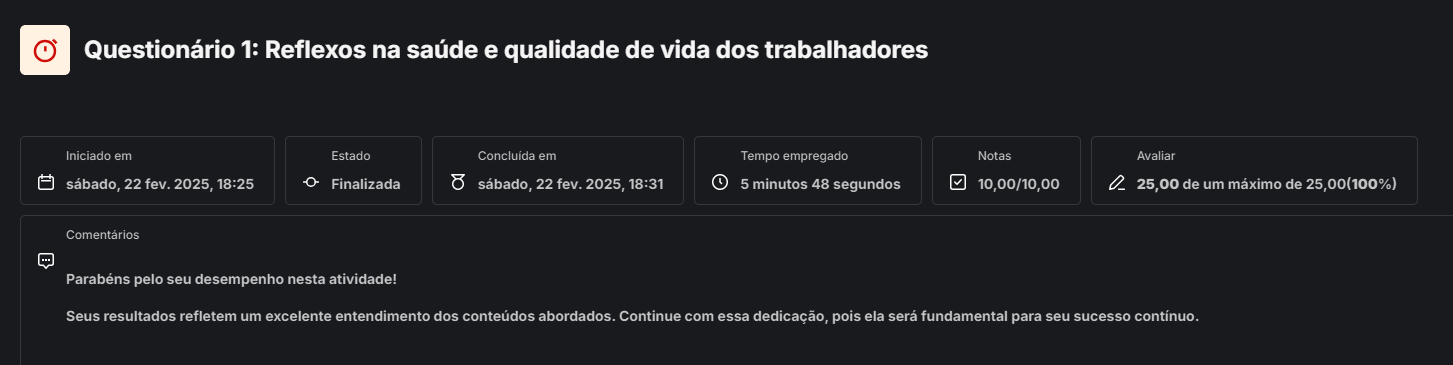 Questionário 1: Reflexos na saúde e qualidade de vida dos trabalhadores
Iniciado em
sábado, 22 fev. 2025, 18:25
Estado
Finalizada
Concluída em
sábado, 22 fev. 2025, 18:31
Tempo empregado
5 minutos 48 segundos
Notas
10,00/10,00
Avaliar
25,00 de um máximo de 25,00(100%)
Comentários
Parabéns pelo seu desempenho nesta atividade!
Seus resultados refletem um excelente entendimento dos conteúdos abordados. Continue com essa dedicação, pois ela será fundamental para seu sucesso contínuo.